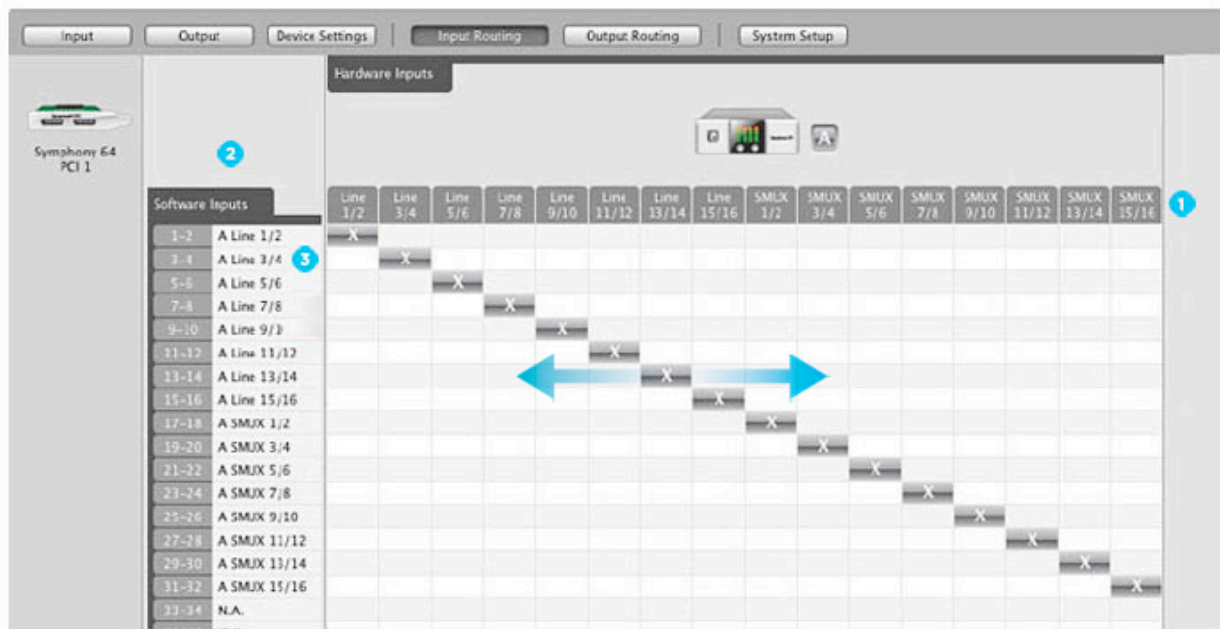 Input Output Device Settings Input Routing Output Routing System Setup
Hardware Inputs
Symphony 64
PCI 1
A
2
Software Inputs
Line 1/2 Line 3/4 Line 5/6 Line 7/8 Line 9/10 Line 11/12 Line 13/14 Line 15/16 SMUX 1/2 SMUX 3/4 SMUX 5/6 SMUX 7/8 SMUX 9/10 SMUX 11/12 SMUX 13/14 SMUX 15/16 1
1-2 A Line 1/2 X
3-4 A Line 3/4 3 X
5-6 A Line 5/6 X
7-8 A Line 7/8 X
9-10 A Line X
11-12 A Line 11/12 X
13-14 A Line 13/14 X
15-16 A Line 15/16 X
17-18 A SMUX 1/2 X
19-20 A SMUX 3/4 X
21-22 A SMUX 5/6 X
23-24 A SMUX 7/8 X
25-26 A SMUX 9/10 X
27-28 A SMUX 11/12 X
29-30 A SMUX 13/14 X
31-32 A SMUX 15/16 X
33-34 N.A.